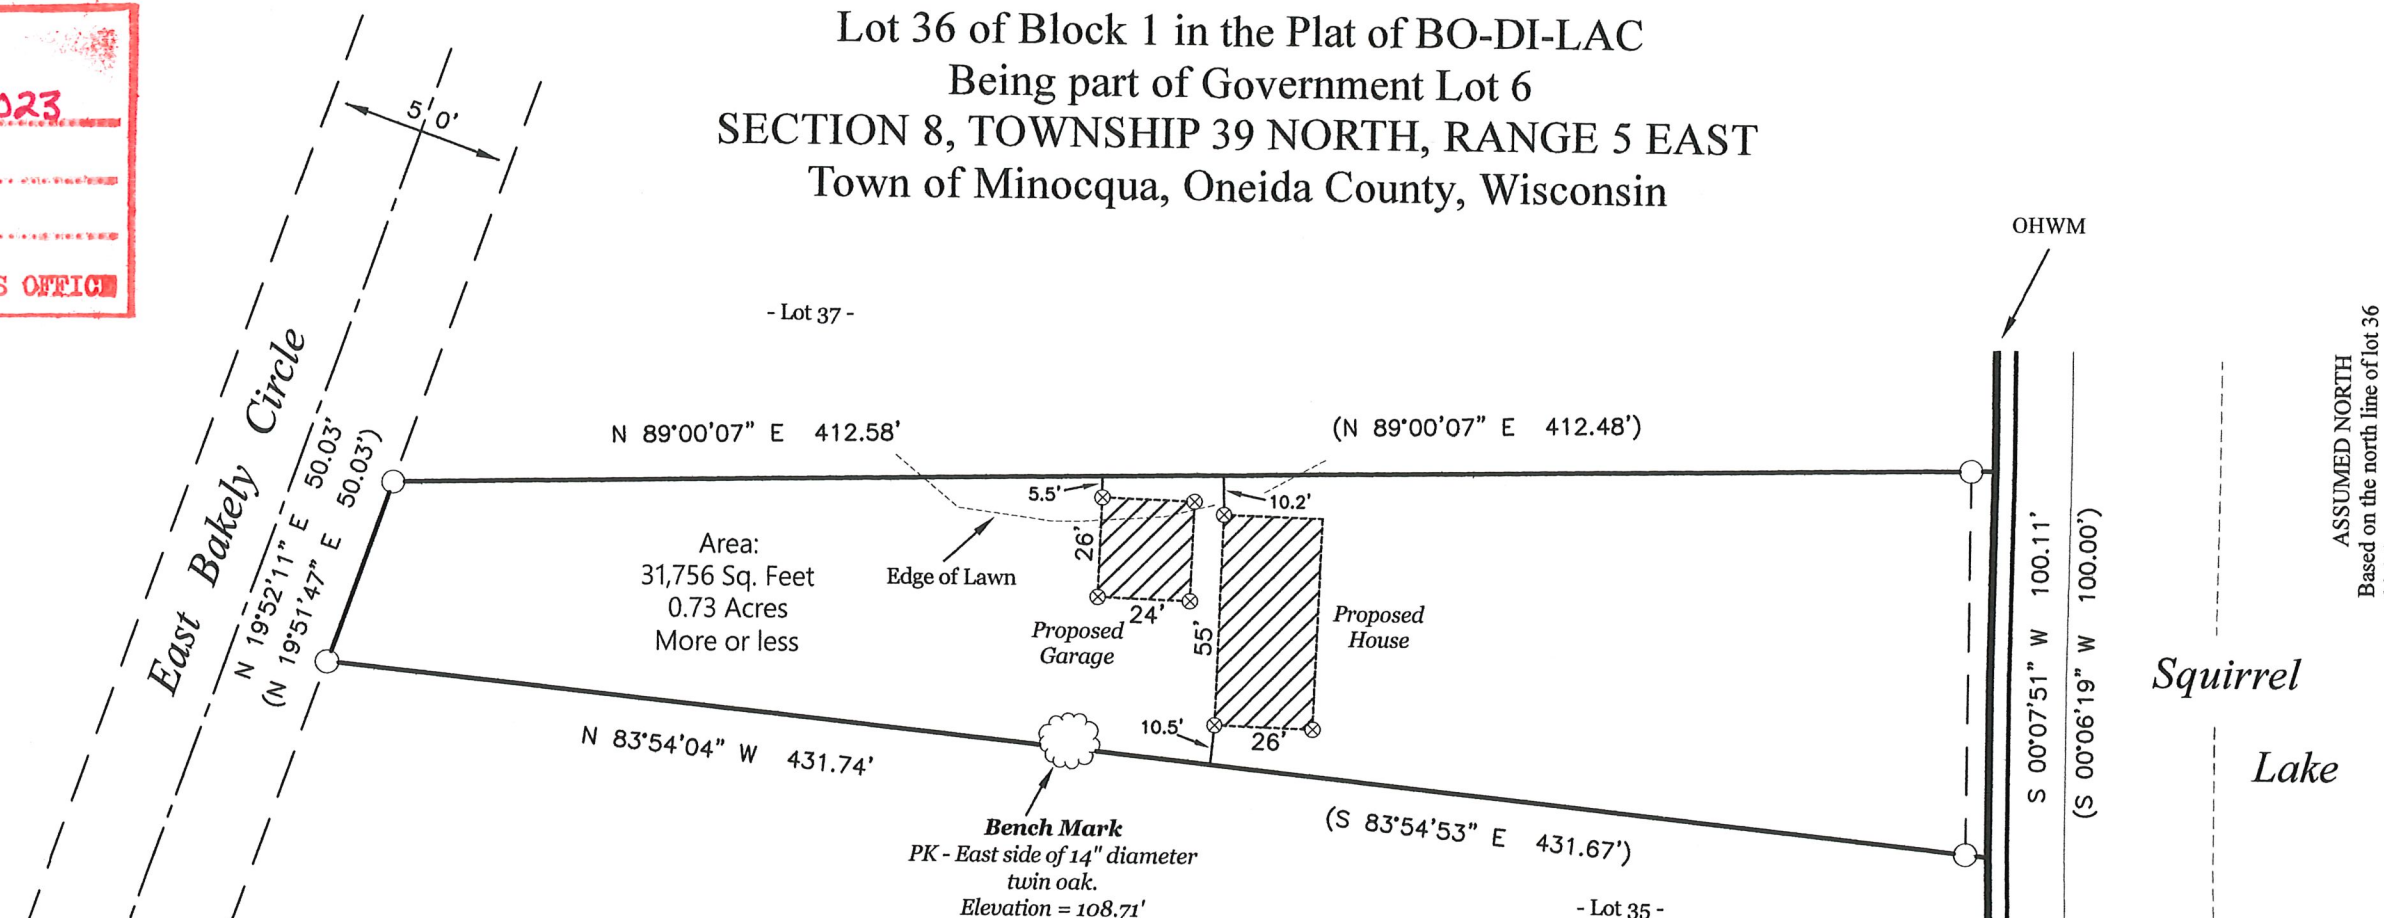 Lot 36 of Block 1 in the Plat of BO-DI-LAC
Being part of Government Lot 6
SECTION 8, TOWNSHIP 39 NORTH, RANGE 5 EAST
Town of Minocqua, Oneida County, Wisconsin
023
S OFFICE
5'0'
OHWM
- Lot 37 -
East Bakely Circle
N 19°52'11" E 50.03'
(N 19°51'47" E 50.03')
N 89°00'07" E 412.58'
(N 89°00'07" E 412.48')
5.5'
10.2'
26'
24'
Edge of Lawn
Area:
31,756 Sq. Feet
0.73 Acres
More or less
Proposed
Garage
55'
Proposed
House
10.5'
26'
N 83°54'04" W 431.74'
(S 83°54'53" E 431.67')
Bench Mark
PK - East side of 14" diameter
twin oak.
Elevation = 108.71'
- Lot 35 -
S 00°07'51" W 100.11'
(S 00°06'19" W 100.00')
Squirrel
Lake
ASSUMED NORTH
Based on the north line of lot 36